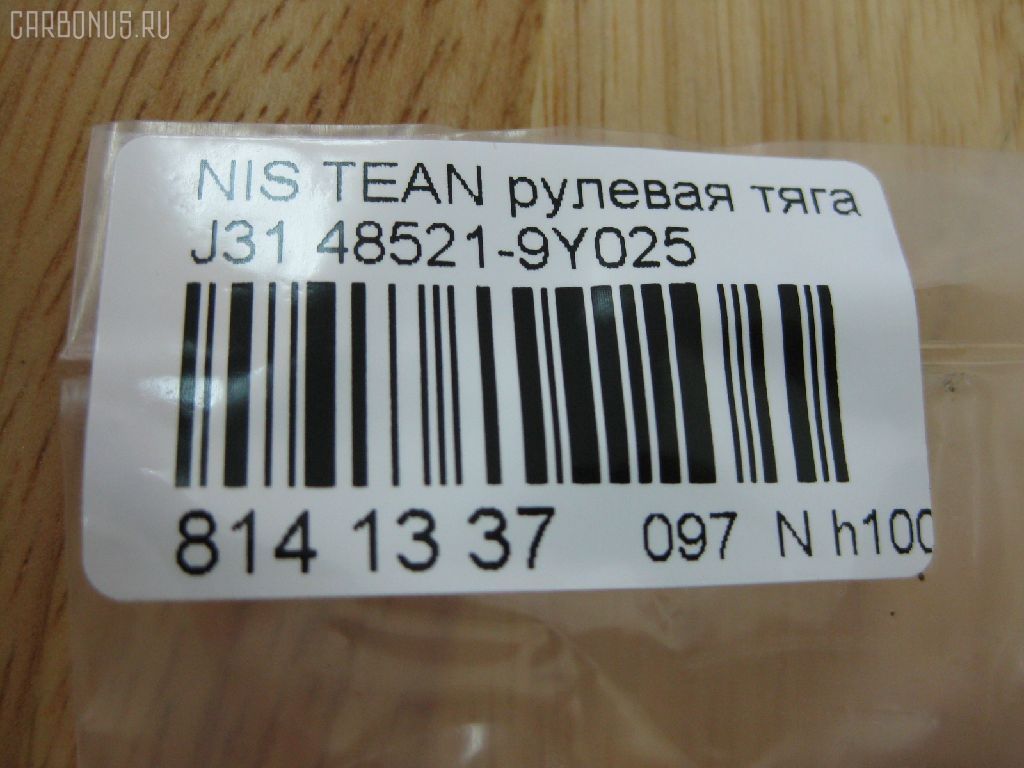 CARBONUS.RU
NIS TEAN рулевая тяга
J31 48521-9Y025
814 13 37 097 N h100